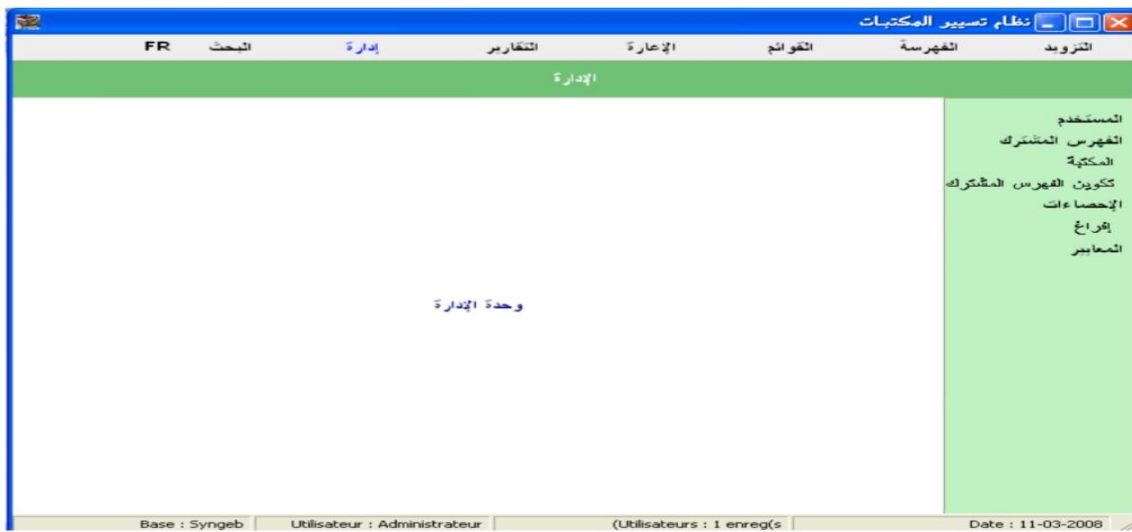 نظام تسيير المكتبات
التزويد الفهرسة القوائم الإعارة التقارير إدارة البحث FR
الإدارة
المستخدم
الفهرس المشترك
المكتبة
تكوين الفهرس المشترك
الإحصاءات
إفراغ
المعايير
وحدة الإدارة
Base : Syngeb Utilisateur : Administrateur (Utilisateurs : 1 enreg(s Date : 11-03-2008